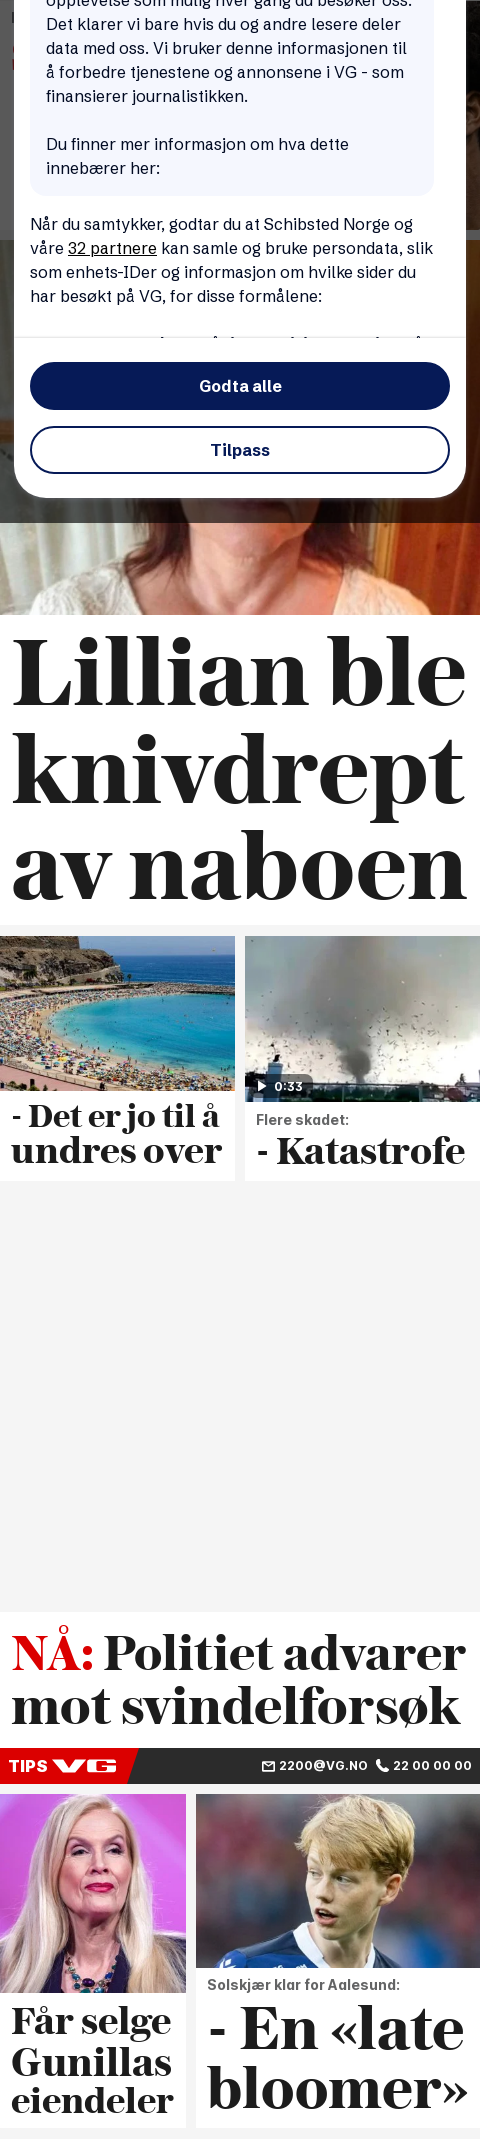 opplevelse som mulig hver gang du besøker oss.
Det klarer vi bare hvis du og andre lesere deler
data med oss. Vi bruker denne informasjonen til
å forbedre tjenestene og annonsene i VG - som
finansierer journalistikken.
Du finner mer informasjon om hva dette
innebærer her:
Når du samtykker, godtar du at Schibsted Norge og
våre 32 partnere kan samle og bruke persondata, slik
som enhets-IDer og informasjon om hvilke sider du
har besøkt på VG, for disse formålene:
Godta alle
Tilpass
Lillian ble
knivdrept
av naboen
- Det er jo til å
undres over
0:33
Flere skadet:
- Katastrofe
NÅ: Politiet advarer
mot svindelforsøk
TIPS VG 2200@VG.NO 22 00 00 00
Får selge
Gunillas
eiendeler
Solskjær klar for Aalesund:
- En «late
bloomer»